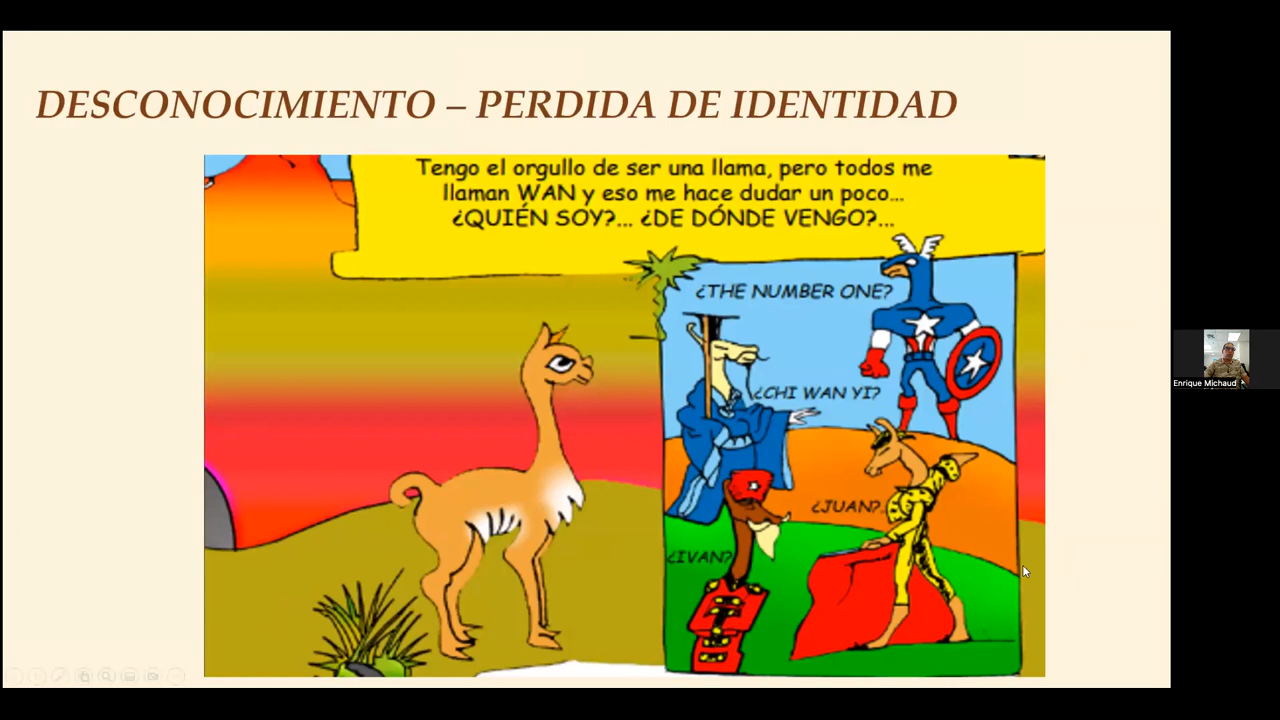 DESCONOCIMIENTO – PERDIDA DE IDENTIDAD
Tengo el orgullo de ser una llama, pero todos me
llaman WAN y eso me hace dudar un poco...
¿QUIÉN SOY?... ¿DE DÓNDE VENGO?...
¿THE NUMBER ONE?
¿CHI WAN YI?
¿JUAN?
¿IVAN?
Enrique Michaud